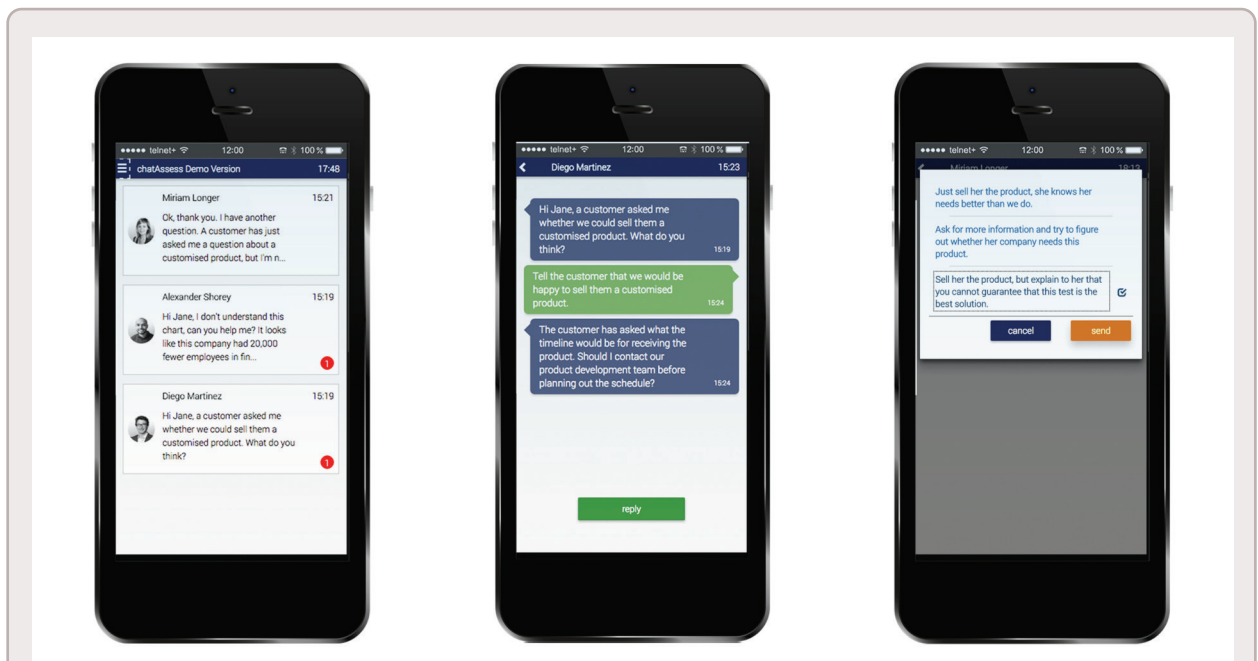 telnet+ 12:00 100 %
chatAssess Demo Version 17:48
Miriam Longer 15:21
Ok, thank you. I have another
question. A customer has just
asked me a question about a
customised product, but I'm n...
Alexander Shorey 15:19
Hi Jane, I don't understand this
chart, can you help me? It looks
like this company had 20,000
fewer employees in fin...
1
Diego Martinez 15:19
Hi Jane, a customer asked me
whether we could sell them a
customised product. What do you
think?
1
telnet+ 12:00 100 %
Diego Martinez 15:23
Hi Jane, a customer asked me
whether we could sell them a
customised product. What do you
think? 15:19
Tell the customer that we would be
happy to sell them a customised
product. 15:24
The customer has asked what the
timeline would be for receiving the
product. Should I contact our
product development team before
planning out the schedule? 15:24
reply
telnet+ 12:00 100 %
Miriam Longer 18:13
Just sell her the product, she knows her
needs better than we do.
Ask for more information and try to figure
out whether her company needs this
product.
Sell her the product, but explain to her that
you cannot guarantee that this test is the
best solution.
cancel send